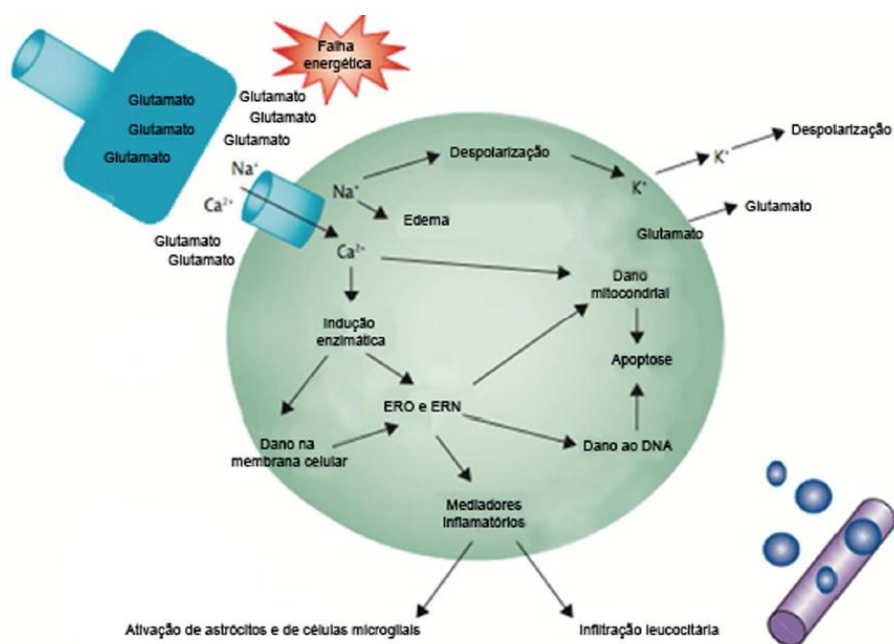 Falha
energética
Glutamato
Glutamato
Glutamato
Glutamato
Glutamato
Glutamato
Na⁺
Ca²⁺
Glutamato
Glutamato
Na⁺
Despolarização
K⁺
K⁺
Despolarização
Edema
Glutamato
Glutamato
Ca²⁺
Dano
mitocondrial
Indução
enzimática
Apoptose
ERO e ERN
Dano na
membrana celular
Dano ao DNA
Mediadores
inflamatórios
Ativação de astrócitos e de células microgliais
Infiltração leucocitária